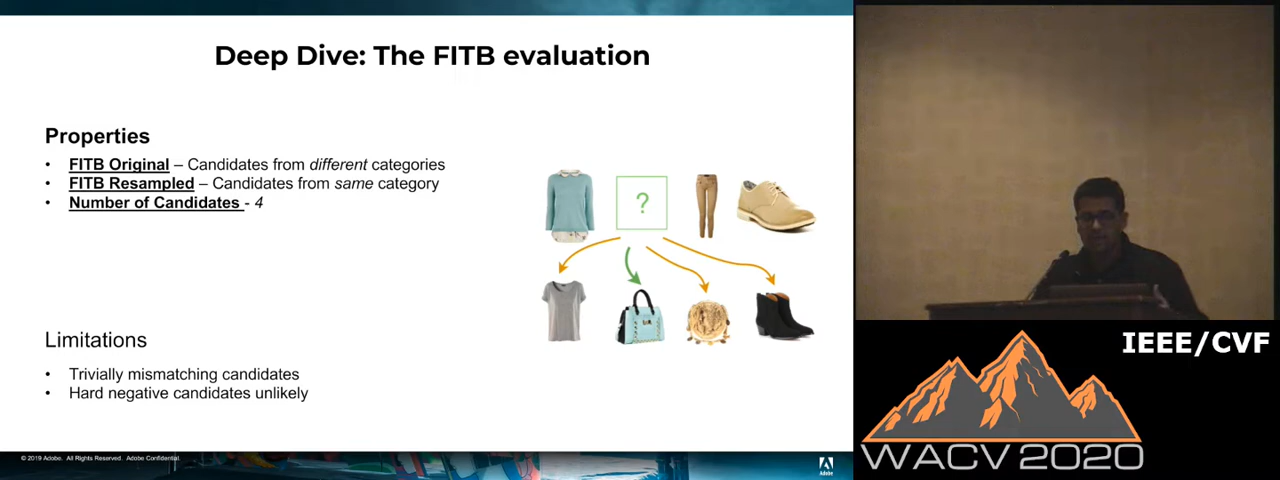 Deep Dive: The FITB evaluation
Properties
• FITB Original – Candidates from different categories
• FITB Resampled – Candidates from same category
• Number of Candidates - 4
?
Limitations
• Trivially mismatching candidates
• Hard negative candidates unlikely
© 2019 Adobe. All Rights Reserved. Adobe Confidential.
Adobe
IEEE/CVF
WACV 2020